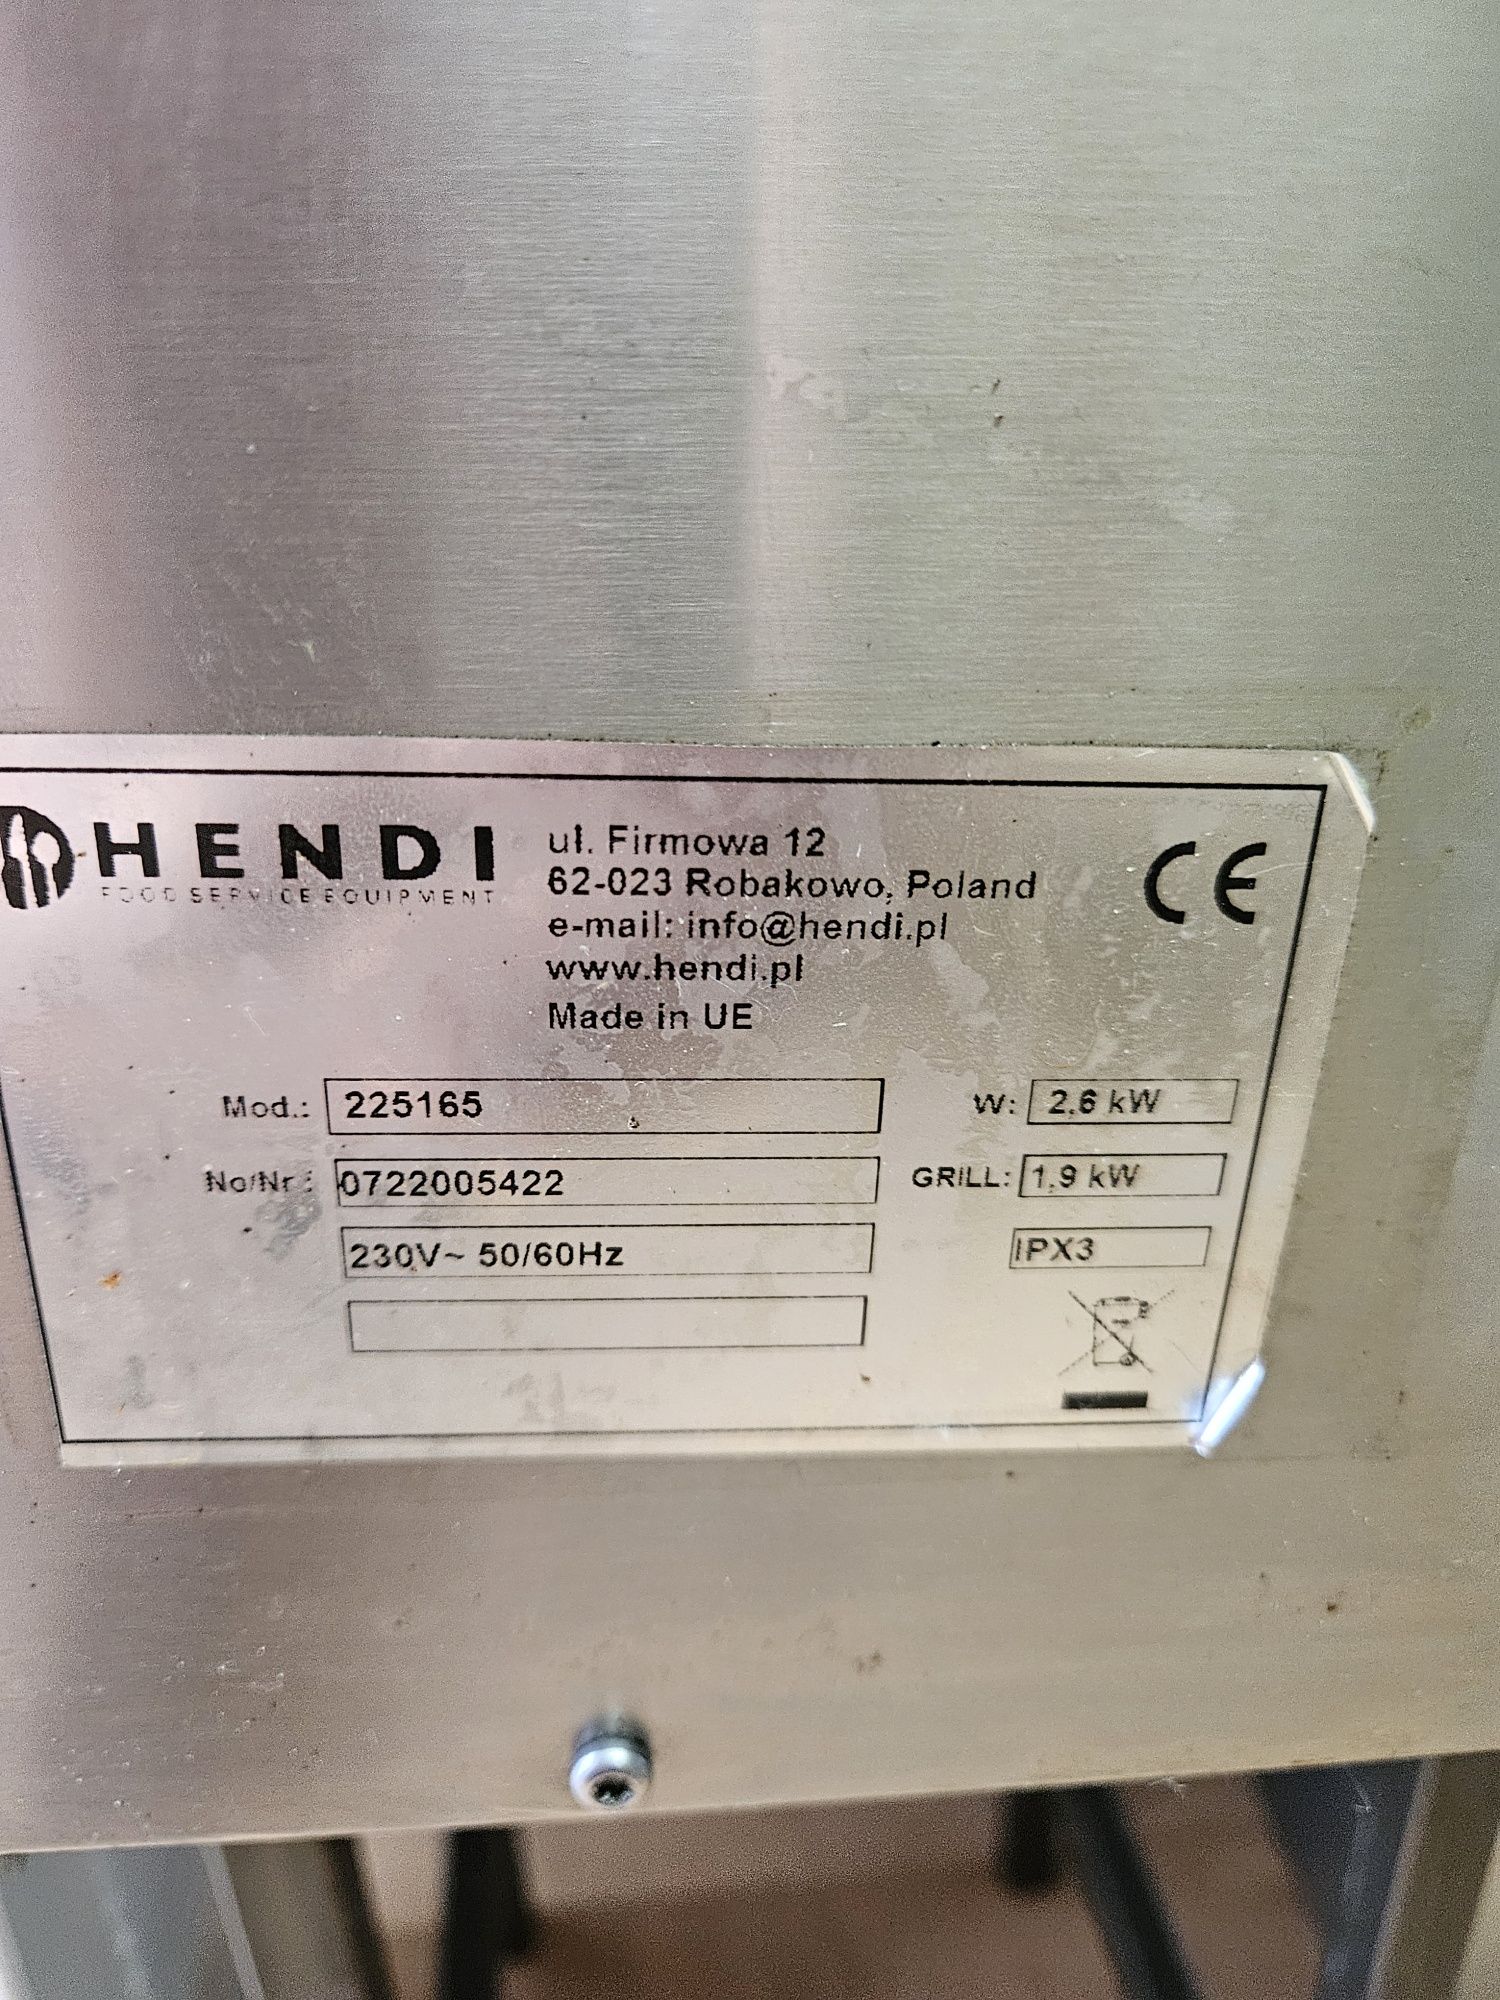 HENDI
FOOD SERVICE EQUIPMENT
ul. Firmowa 12
62-023 Robakowo, Poland
e-mail: info@hendi.pl
www.hendi.pl
Made in UE
CE
Mod.: 225165
W: 2.6 kW
No/Nr.: 0722005422
GRILL: 1.9 kW
230V~ 50/60Hz
IPX3